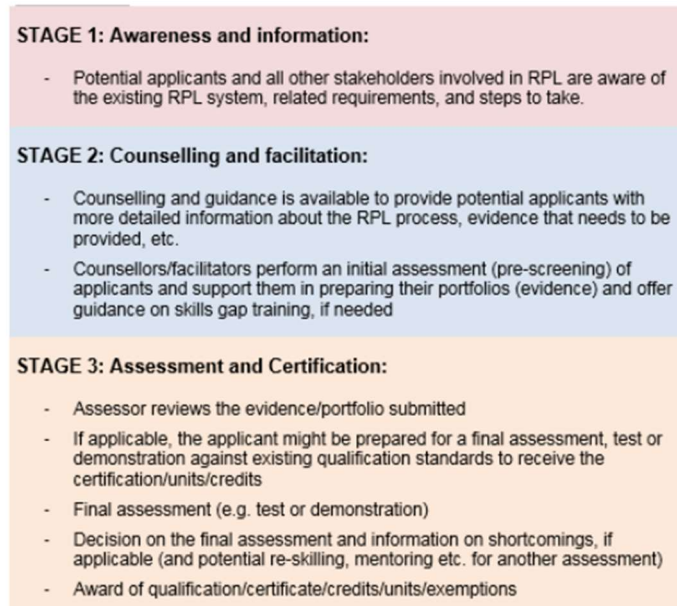 STAGE 1: Awareness and information:
- Potential applicants and all other stakeholders involved in RPL are aware of
the existing RPL system, related requirements, and steps to take.
STAGE 2: Counselling and facilitation:
- Counselling and guidance is available to provide potential applicants with
more detailed information about the RPL process, evidence that needs to be
provided, etc.
- Counsellors/facilitators perform an initial assessment (pre-screening) of
applicants and support them in preparing their portfolios (evidence) and offer
guidance on skills gap training, if needed
STAGE 3: Assessment and Certification:
- Assessor reviews the evidence/portfolio submitted
- If applicable, the applicant might be prepared for a final assessment, test or
demonstration against existing qualification standards to receive the
certification/units/credits
- Final assessment (e.g. test or demonstration)
- Decision on the final assessment and information on shortcomings, if
applicable (and potential re-skilling, mentoring etc. for another assessment)
- Award of qualification/certificate/credits/units/exemptions